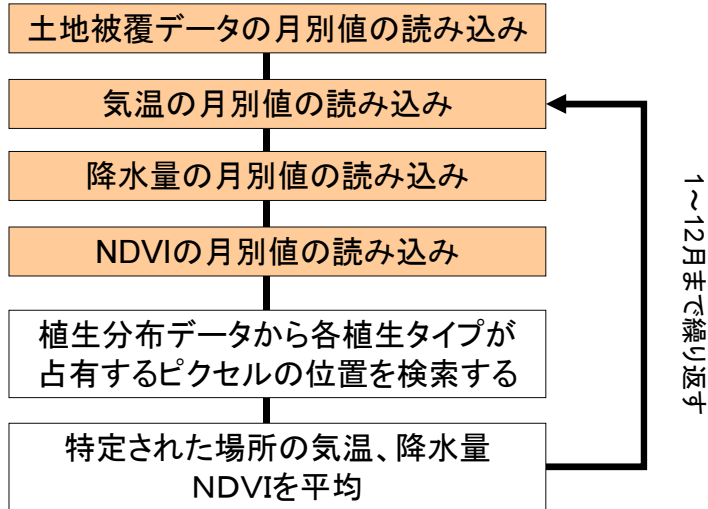 土地被覆データの月別値の読み込み
気温の月別値の読み込み
降水量の月別値の読み込み
NDVIの月別値の読み込み
植生分布データから各植生タイプが
占有するピクセルの位置を検索する
特定された場所の気温、降水量
NDVIを平均
1～12月まで繰り返す